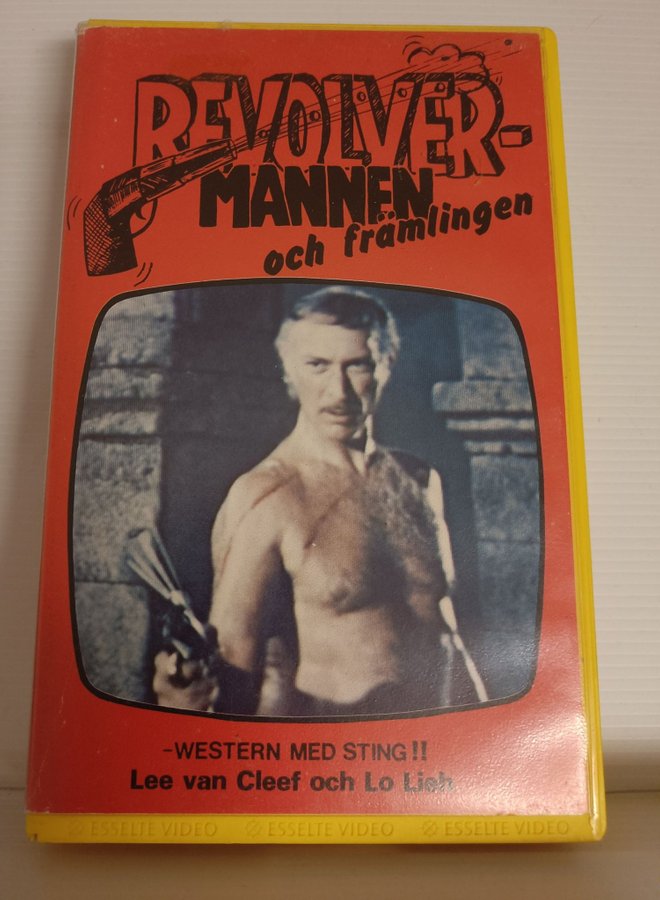 REVOLVER-
MANNEN
och främlingen
-WESTERN MED STING!!
Lee van Cleef och Lo Lieh
ESSELTE VIDEO ESSELTE VIDEO ESSELTE VIDEO